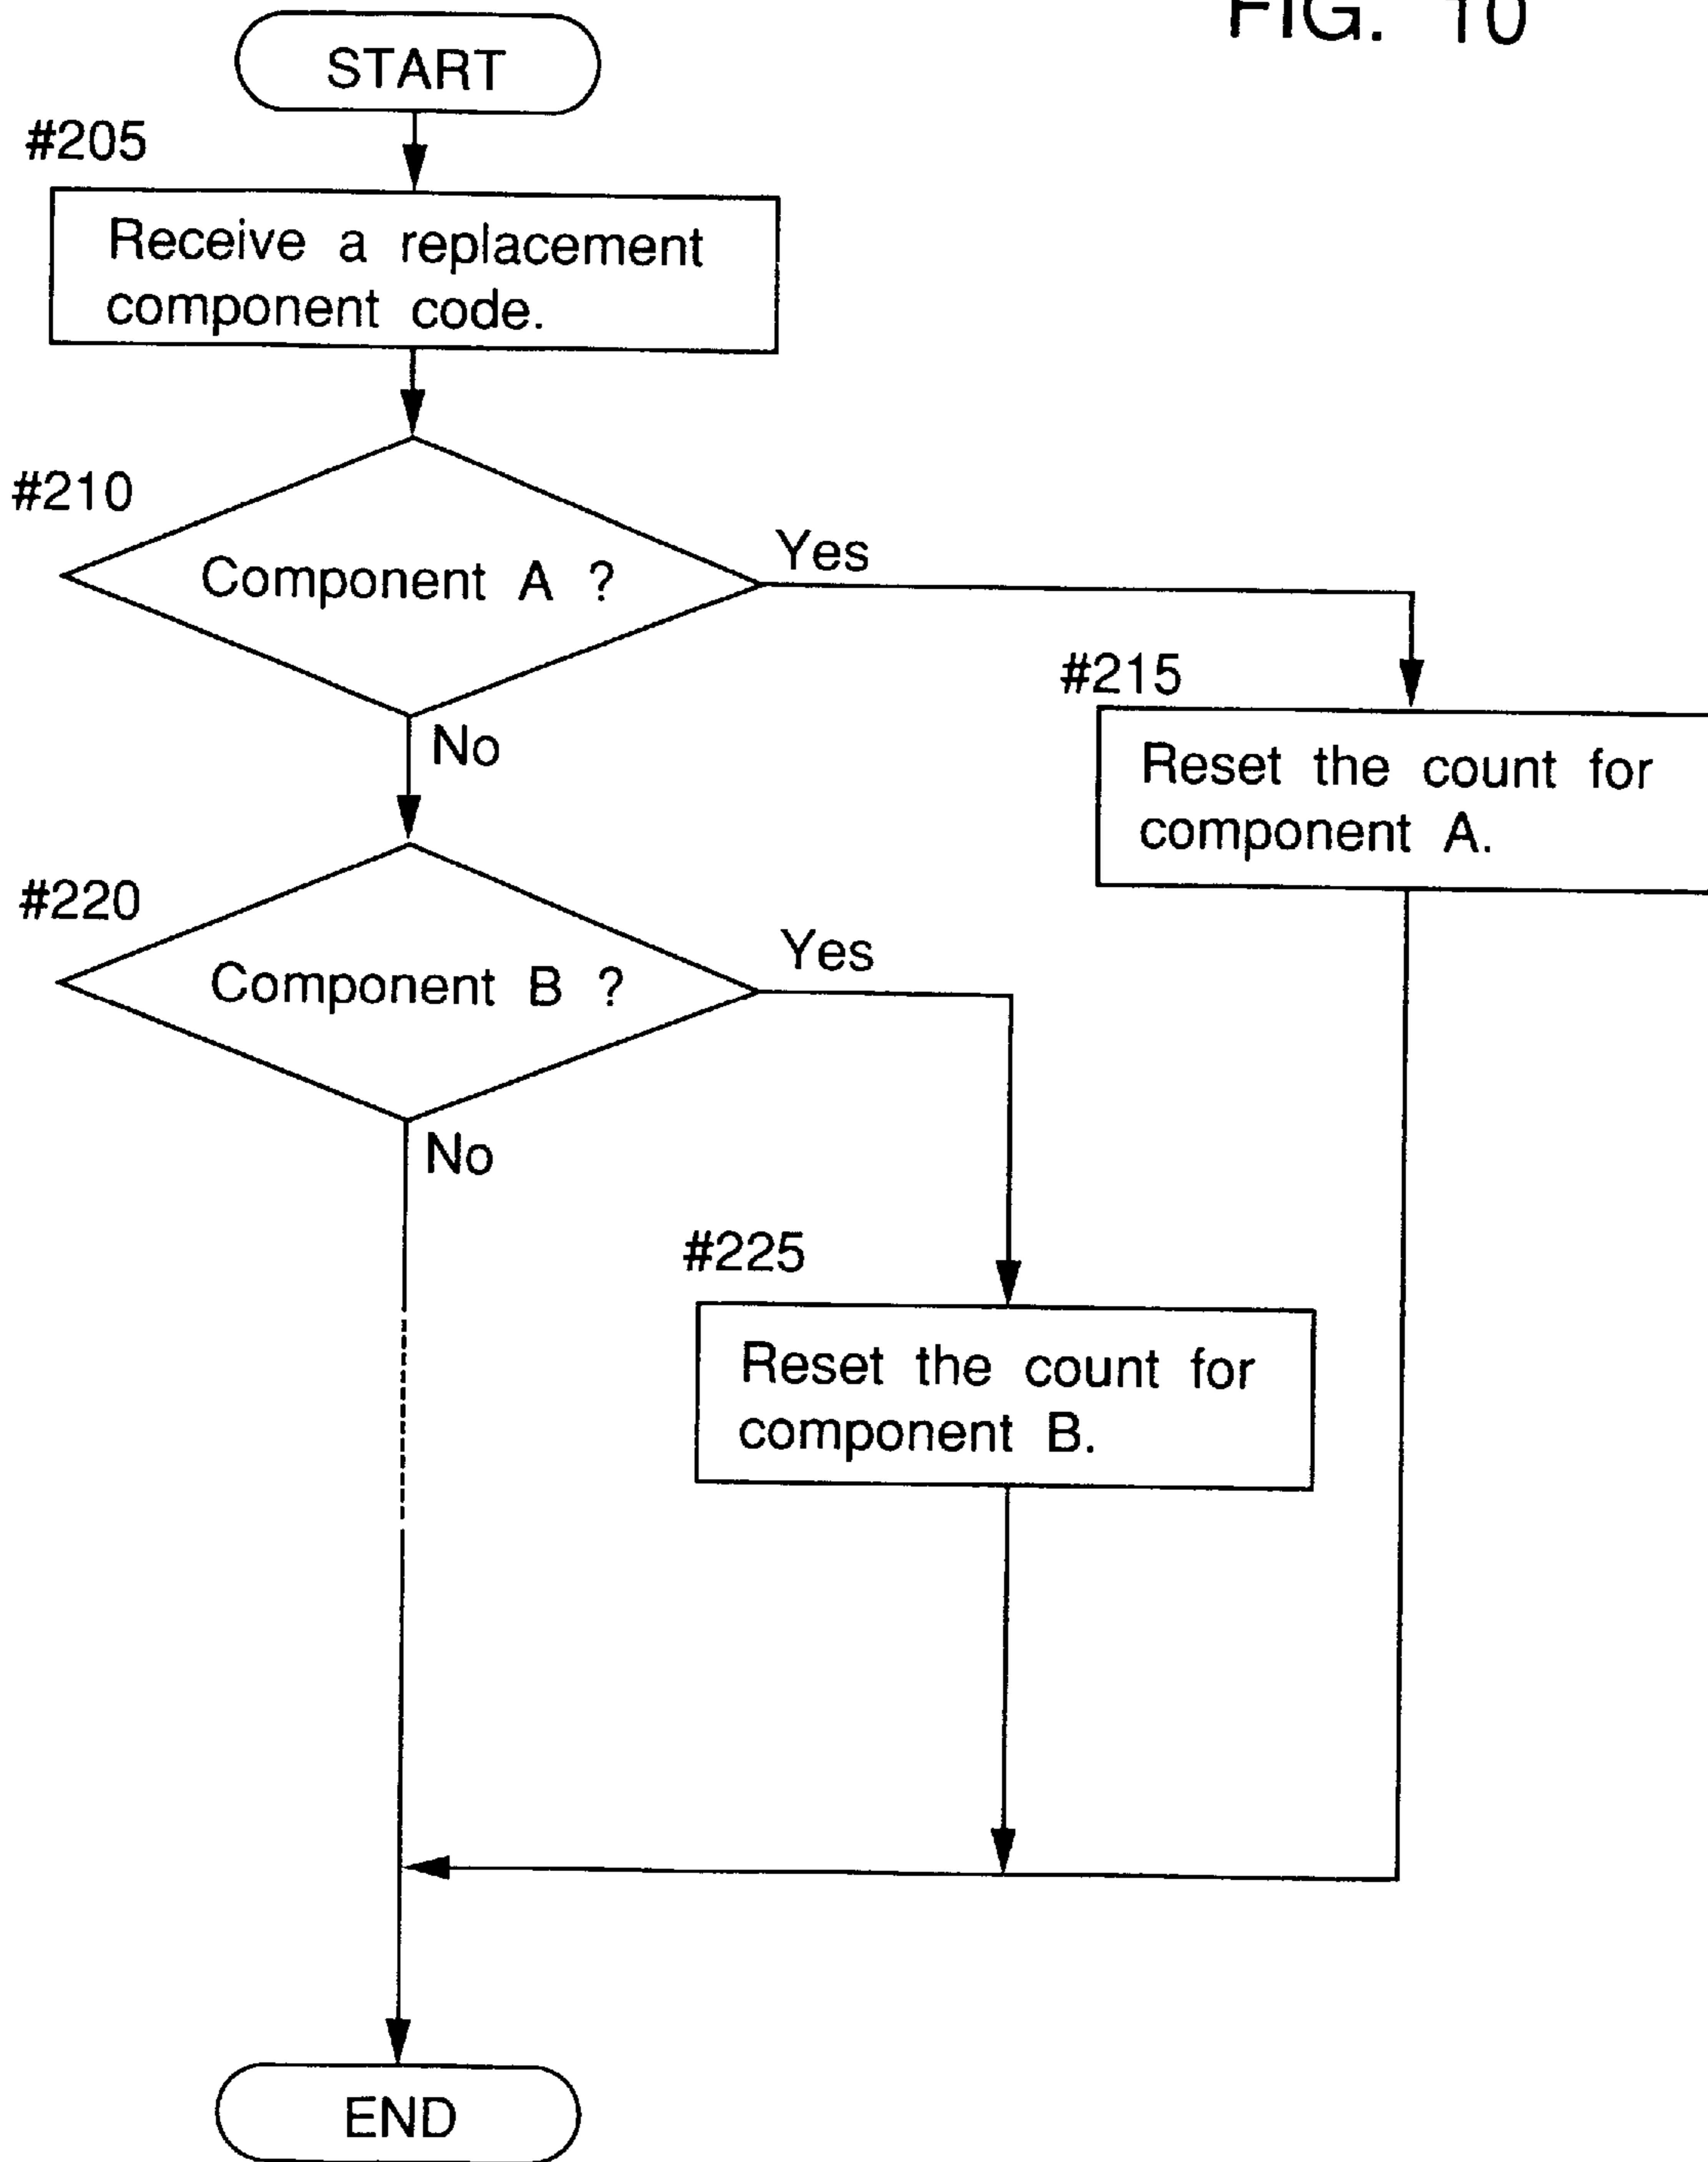 FIG. 10
START
#205
Receive a replacement
component code.
#210
Component A ?
Yes
No
#215
Reset the count for
component A.
#220
Component B ?
Yes
No
#225
Reset the count for
component B.
END